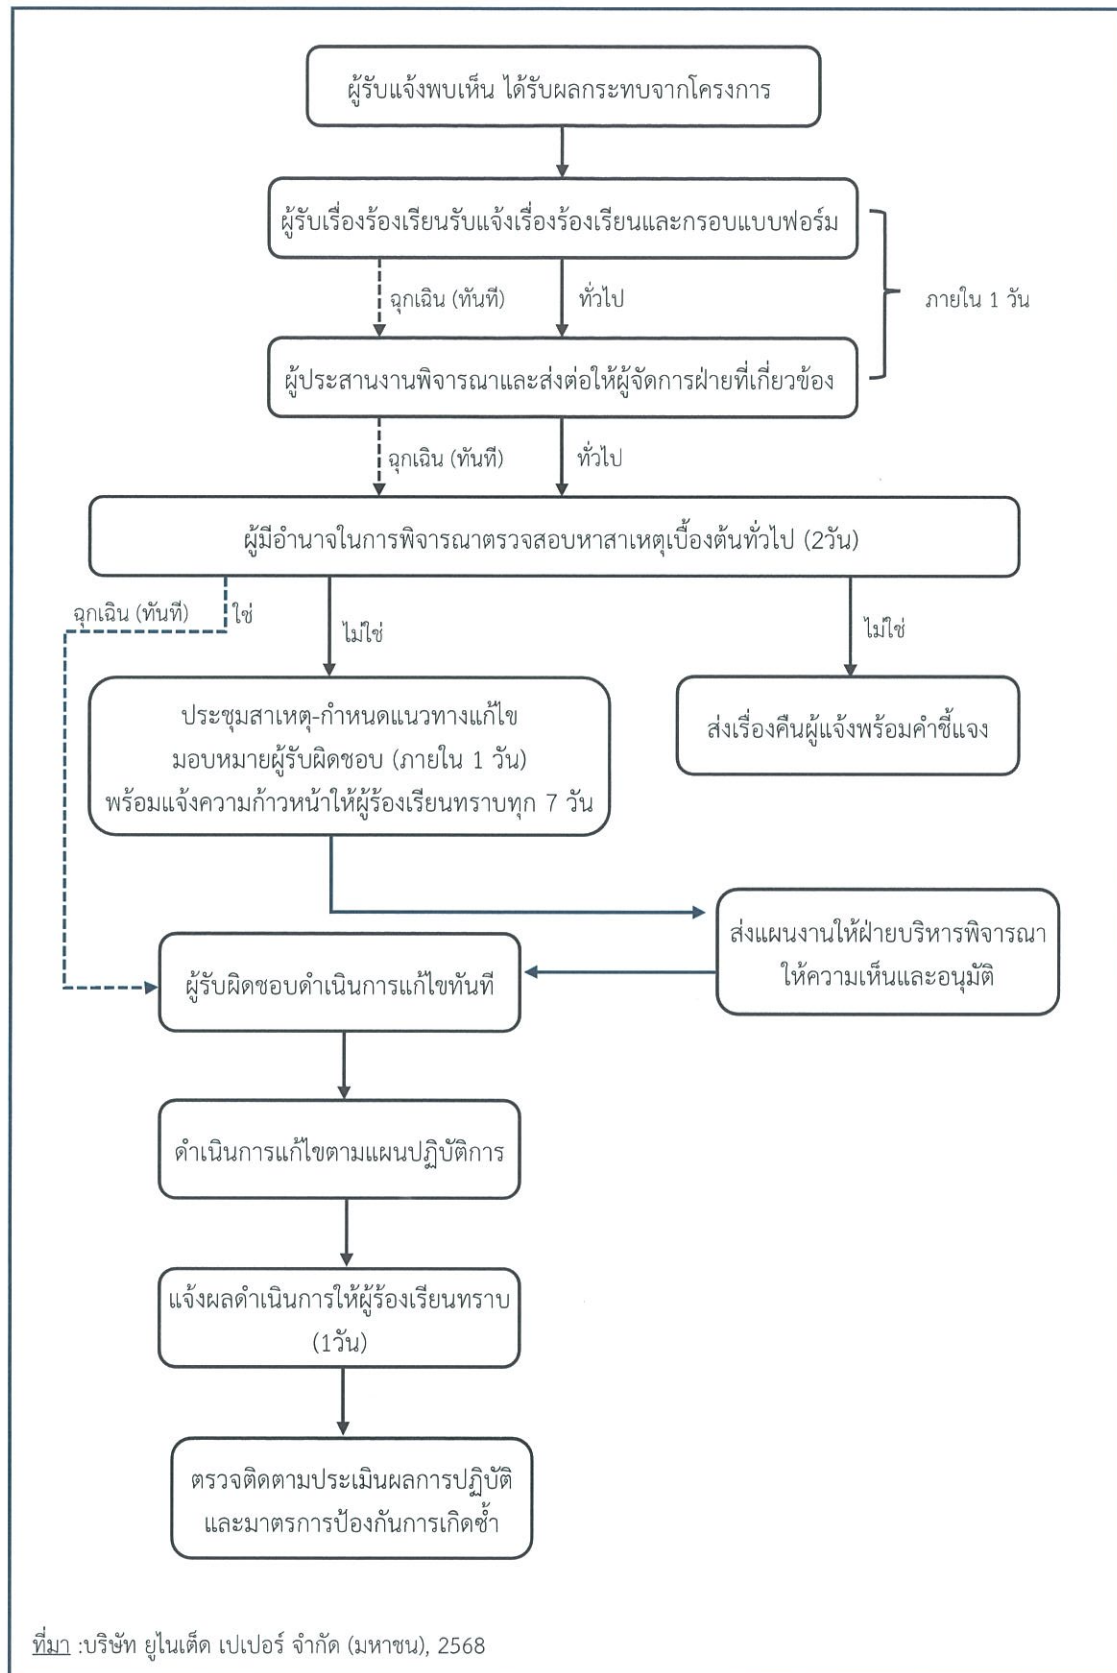 ผู้รับแจ้งพบเห็น ได้รับผลกระทบจากโครงการ
ผู้รับเรื่องร้องเรียนรับแจ้งเรื่องร้องเรียนและกรอบแบบฟอร์ม
ฉุกเฉิน (ทันที)
ทั่วไป
ภายใน 1 วัน
ผู้ประสานงานพิจารณาและส่งต่อให้ผู้จัดการฝ่ายที่เกี่ยวข้อง
ฉุกเฉิน (ทันที)
ทั่วไป
ผู้มีอำนาจในการพิจารณาตรวจสอบหาสาเหตุเบื้องต้นทั่วไป (2วัน)
ฉุกเฉิน (ทันที)
ใช่
ไม่ใช่
ไม่ใช่
ประชุมสาเหตุ-กำหนดแนวทางแก้ไข
มอบหมายผู้รับผิดชอบ (ภายใน 1 วัน)
พร้อมแจ้งความก้าวหน้าให้ผู้ร้องเรียนทราบทุก 7 วัน
ส่งเรื่องคืนผู้แจ้งพร้อมคำชี้แจง
ส่งแผนงานให้ฝ่ายบริหารพิจารณา
ให้ความเห็นและอนุมัติ
ผู้รับผิดชอบดำเนินการแก้ไขทันที
ดำเนินการแก้ไขตามแผนปฏิบัติการ
แจ้งผลดำเนินการให้ผู้ร้องเรียนทราบ
(1วัน)
ตรวจติดตามประเมินผลการปฏิบัติ
และมาตรการป้องกันการเกิดซ้ำ
ที่มา :บริษัท ยูไนเต็ด เปเปอร์ จำกัด (มหาชน), 2568